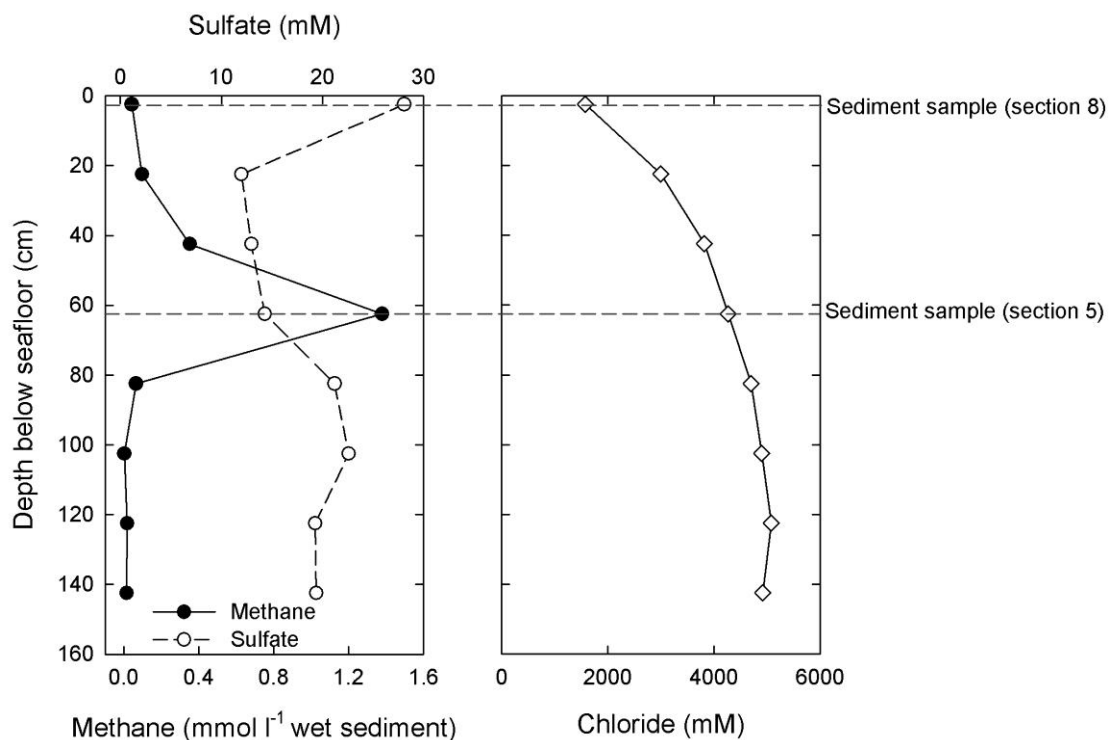 Sulfate (mM)
0 10 20 30
0
20
40
60
80
100
120
140
160
Depth below seafloor (cm)
Methane
Sulfate
0.0 0.4 0.8 1.2 1.6
Methane (mmol l⁻¹ wet sediment)
0 2000 4000 6000
Chloride (mM)
Sediment sample (section 8)
Sediment sample (section 5)